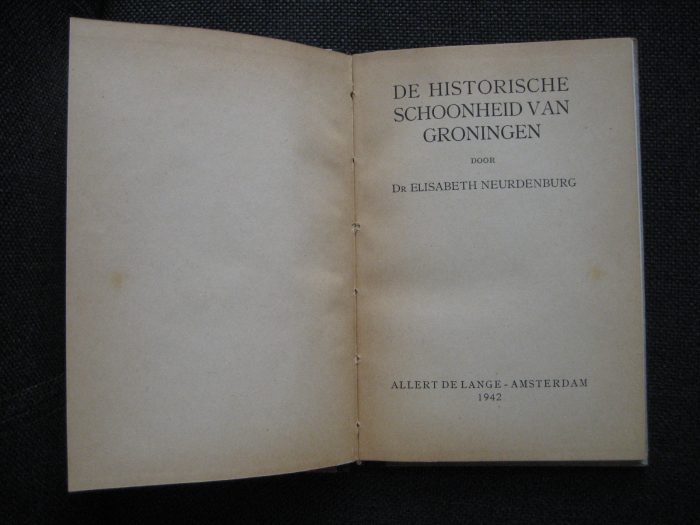 DE HISTORISCHE
SCHOONHEID VAN
GRONINGEN
DOOR
DR ELISABETH NEURDENBURG
ALLERT DE LANGE - AMSTERDAM
1942